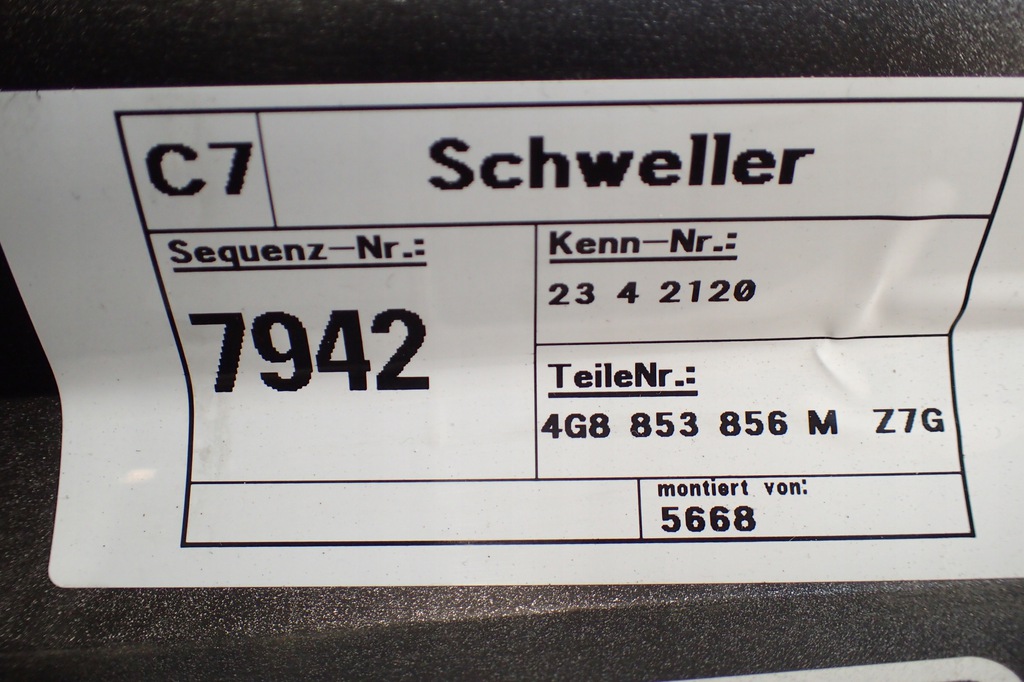 C7 Schweller
Sequenz-Nr.:
7942
Kenn-Nr.:
23 4 2120
TeileNr.:
4G8 853 856 M Z7G
montiert von:
5668